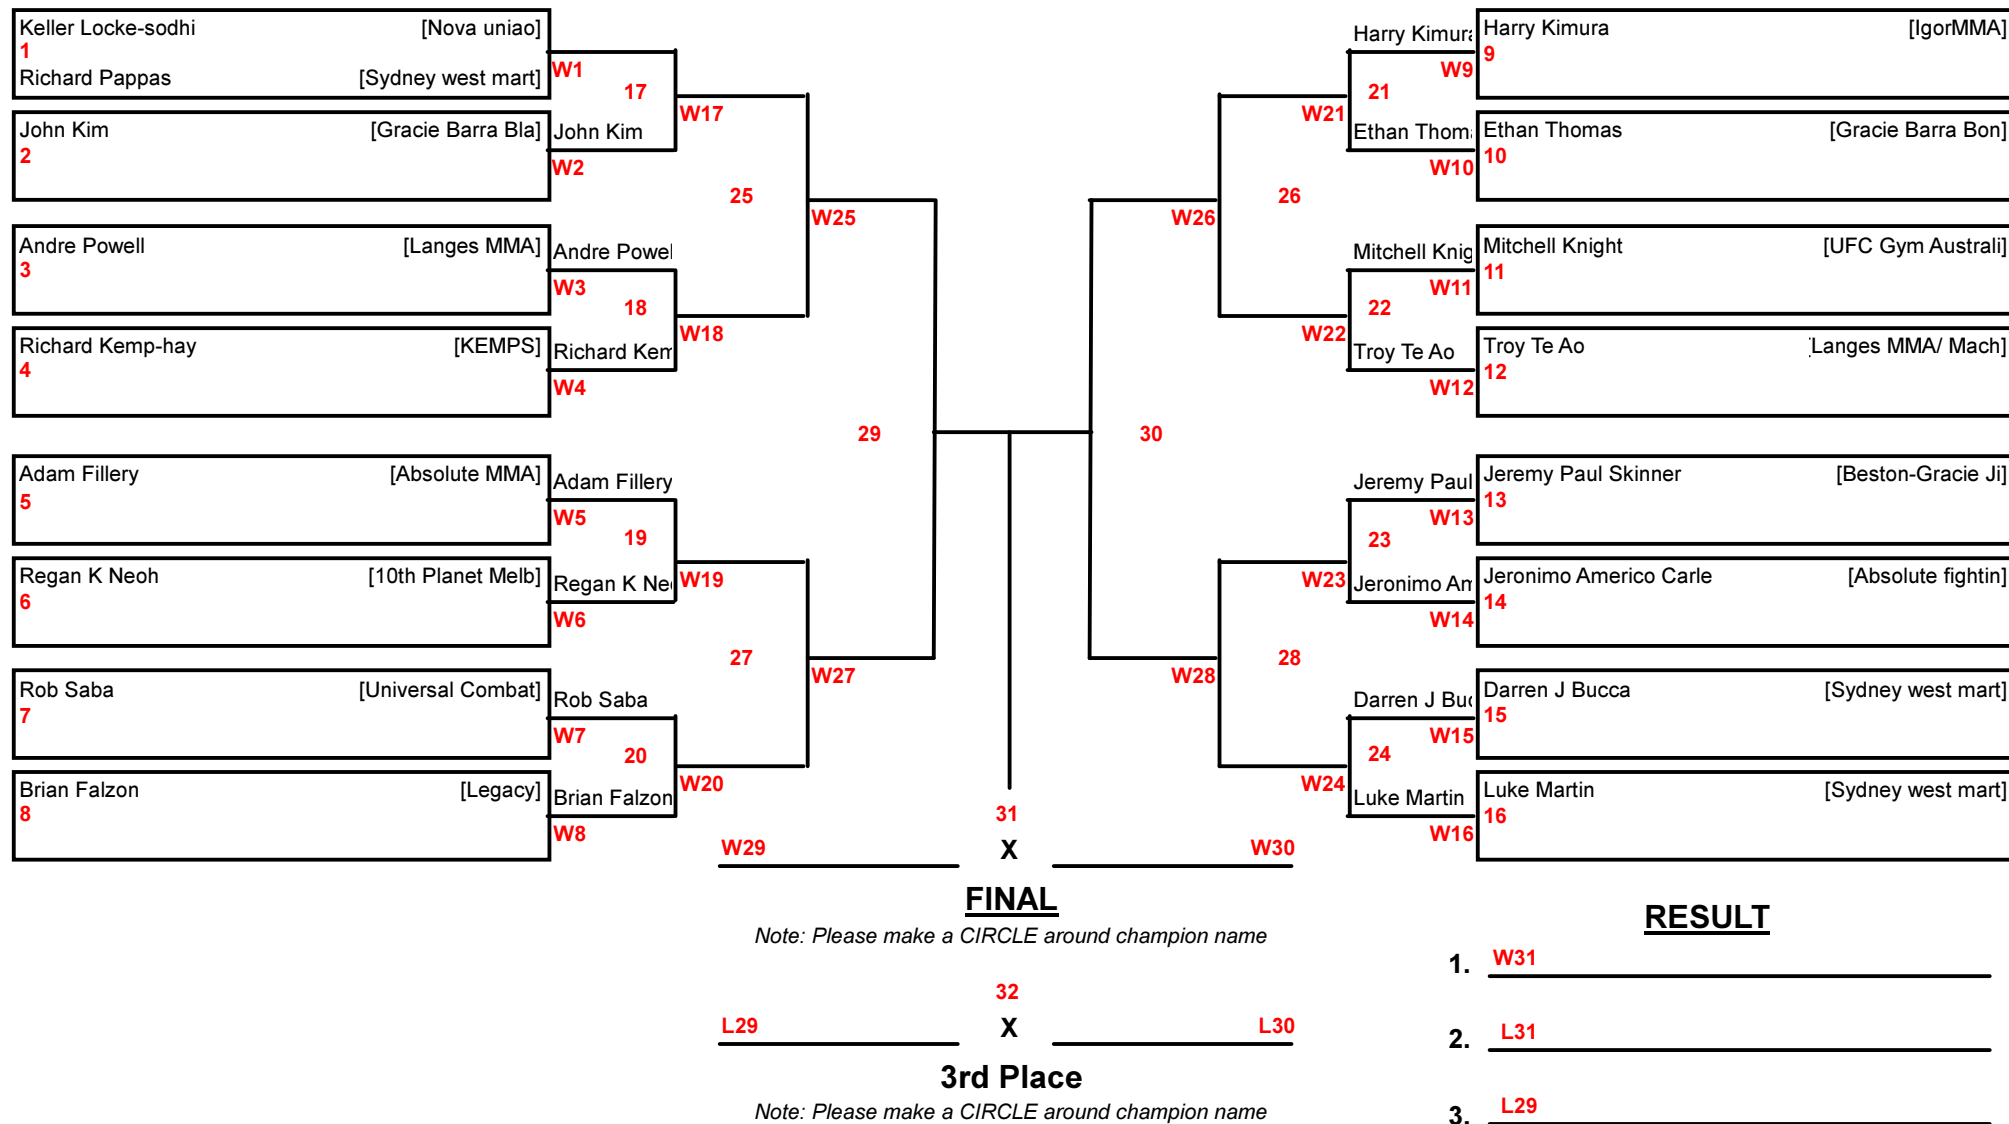 Keller Locke-sodhi [Nova uniao]
1
Richard Pappas [Sydney west mart]
W1
17
W17
John Kim [Gracie Barra Bla]
2
John Kim
W2
25
W25
Andre Powell [Langes MMA]
3
Andre Powel
W3
18
W18
Richard Kemp-hay [KEMPS]
4
Richard Kem
W4
29
Adam Fillery [Absolute MMA]
5
Adam Fillery
W5
19
W19
Regan K Neoh [10th Planet Melb]
6
Regan K Neo
W6
27
W27
Rob Saba [Universal Combat]
7
Rob Saba
W7
20
W20
Brian Falzon [Legacy]
8
Brian Falzon
W8
Harry Kimura
W9
Harry Kimura [IgorMMA]
9
21
W21
Ethan Thoma
W10
Ethan Thomas [Gracie Barra Bon]
10
26
W26
Mitchell Knig
W11
Mitchell Knight [UFC Gym Australi]
11
22
W22
Troy Te Ao
W12
Troy Te Ao [Langes MMA/ Mach]
12
30
Jeremy Paul
W13
Jeremy Paul Skinner [Beston-Gracie Ji]
13
23
W23
Jeronimo Am
W14
Jeronimo Americo Carle [Absolute fightin]
14
28
W28
Darren J Buc
W15
Darren J Bucca [Sydney west mart]
15
24
W24
Luke Martin
W16
Luke Martin [Sydney west mart]
16
31
W29 X W30
FINAL
Note: Please make a CIRCLE around champion name
32
L29 X L30
3rd Place
Note: Please make a CIRCLE around champion name
RESULT
1. W31
2. L31
3. L29